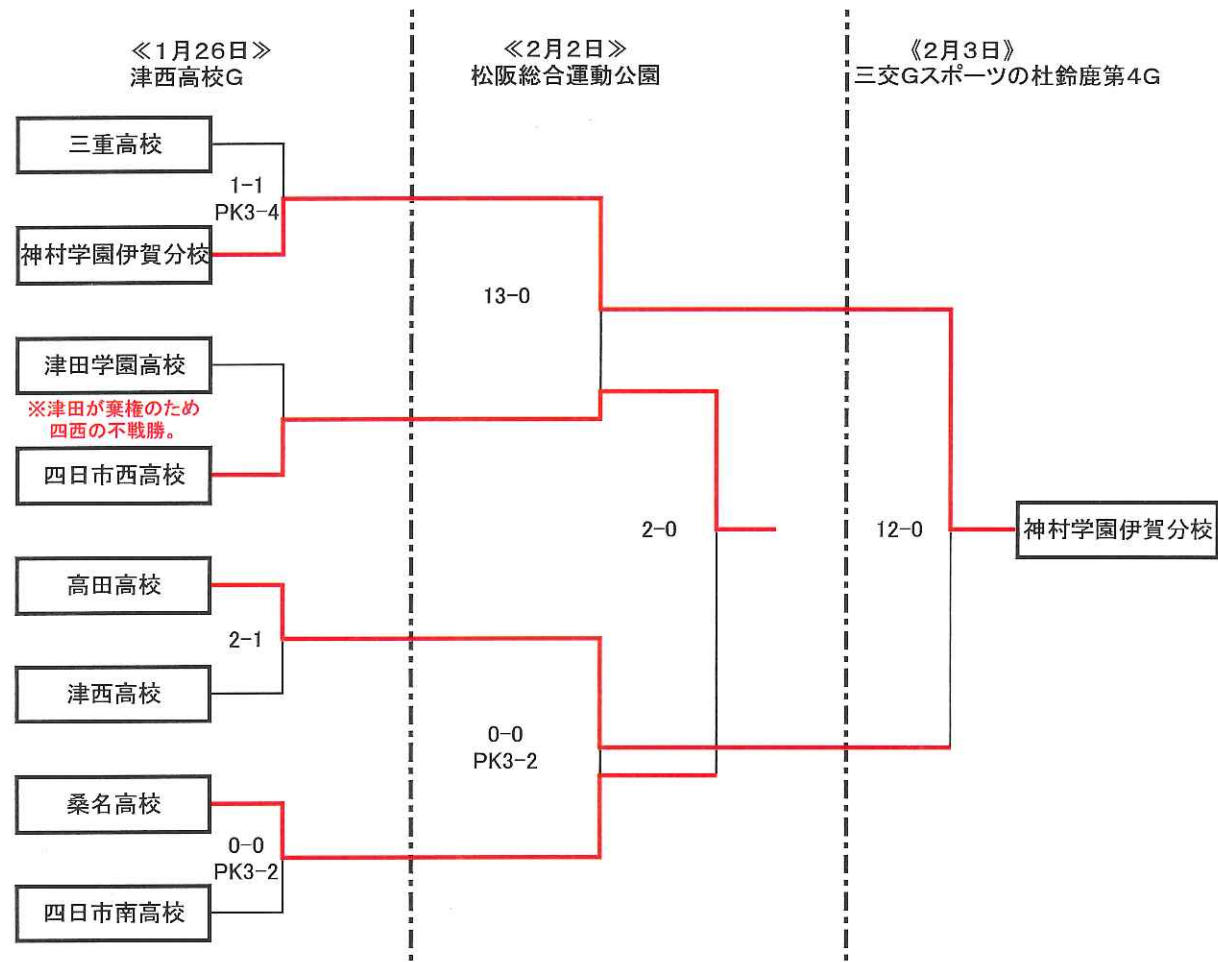 ≪1月26日≫
津西高校G
≪2月2日≫
松阪総合運動公園
《2月3日》
三交Gスポーツの杜鈴鹿第4G
三重高校
1-1
PK3-4
神村学園伊賀分校
13-0
津田学園高校
※津田が棄権のため
四西の不戦勝。
四日市西高校
2-0
12-0
神村学園伊賀分校
高田高校
2-1
津西高校
0-0
PK3-2
桑名高校
0-0
PK3-2
四日市南高校